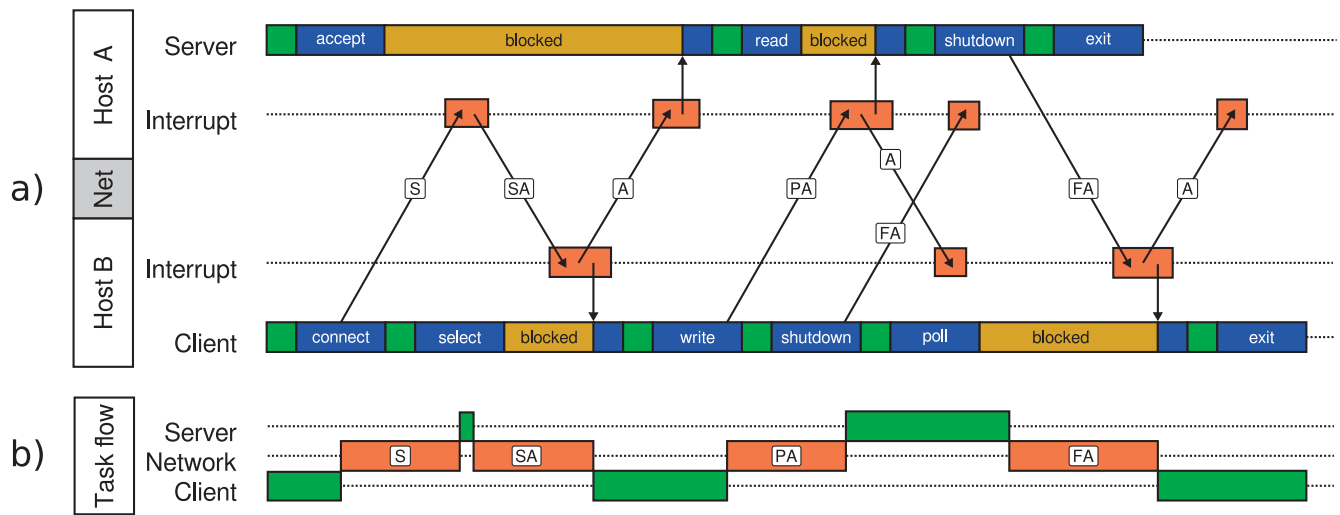 a)
Host A
Net
Host B
Server
accept
blocked
read
blocked
shutdown
exit
Interrupt
S
SA
A
PA
A
FA
FA
A
Interrupt
Client
connect
select
blocked
write
shutdown
poll
blocked
exit
b)
Task flow
Server
Network
S
SA
PA
FA
Client